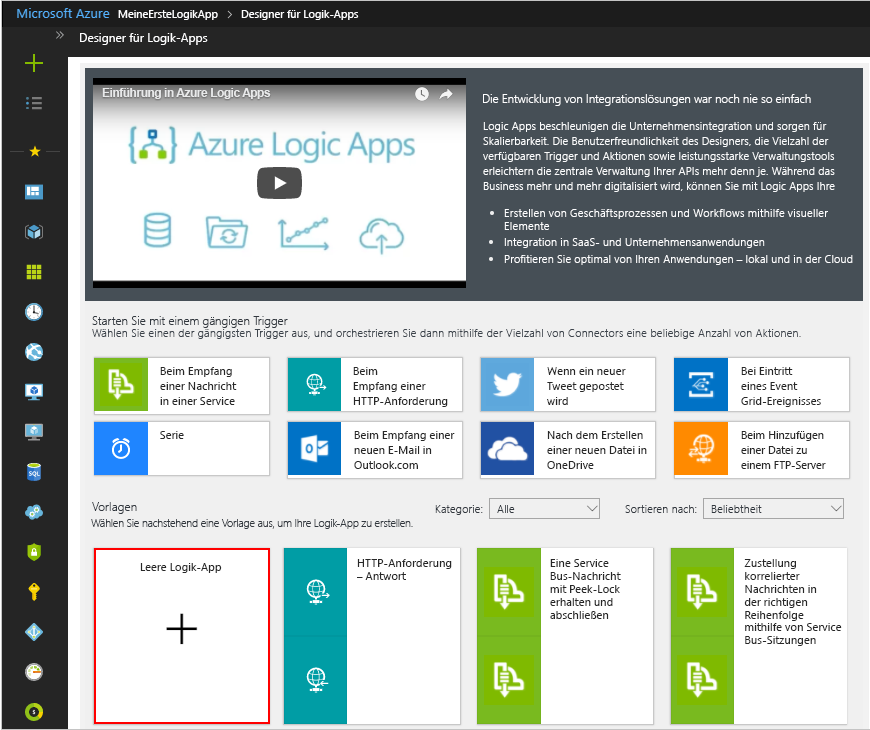 Microsoft Azure MeineErsteLogikApp > Designer für Logik-Apps
Designer für Logik-Apps
Einführung in Azure Logic Apps
Azure Logic Apps
Die Entwicklung von Integrationslösungen war noch nie so einfach
Logic Apps beschleunigen die Unternehmensintegration und sorgen für
Skalierbarkeit. Die Benutzerfreundlichkeit des Designers, die Vielzahl der
verfügbaren Trigger und Aktionen sowie leistungsstarke Verwaltungstools
erleichtern die zentrale Verwaltung Ihrer APIs mehr denn je. Während das
Business mehr und mehr digitalisiert wird, können Sie mit Logic Apps Ihre
• Erstellen von Geschäftsprozessen und Workflows mithilfe visueller
Elemente
• Integration in SaaS- und Unternehmensanwendungen
• Profitieren Sie optimal von Ihren Anwendungen – lokal und in der Cloud
Starten Sie mit einem gängigen Trigger
Wählen Sie einen der gängigsten Trigger aus, und orchestrieren Sie dann mithilfe der Vielzahl von Connectors eine beliebige Anzahl von Aktionen.
Beim Empfang
einer Nachricht
in einer Service
Beim
Empfang einer
HTTP-Anforderung
Wenn ein neuer
Tweet gepostet
wird
Bei Eintritt
eines Event
Grid-Ereignisses
Serie
Beim Empfang einer
neuen E-Mail in
Outlook.com
Nach dem Erstellen
einer neuen Datei in
OneDrive
Beim Hinzufügen
einer Datei zu
einem FTP-Server
Vorlagen
Wählen Sie nachstehend eine Vorlage aus, um Ihre Logik-App zu erstellen.
Kategorie: Alle
Sortieren nach: Beliebtheit
Leere Logik-App
HTTP-Anforderung
– Antwort
Eine Service
Bus-Nachricht
mit Peek-Lock
erhalten und
abschließen
Zustellung
korrelierter
Nachrichten in
der richtigen
Reihenfolge
mithilfe von Service
Bus-Sitzungen
SQL